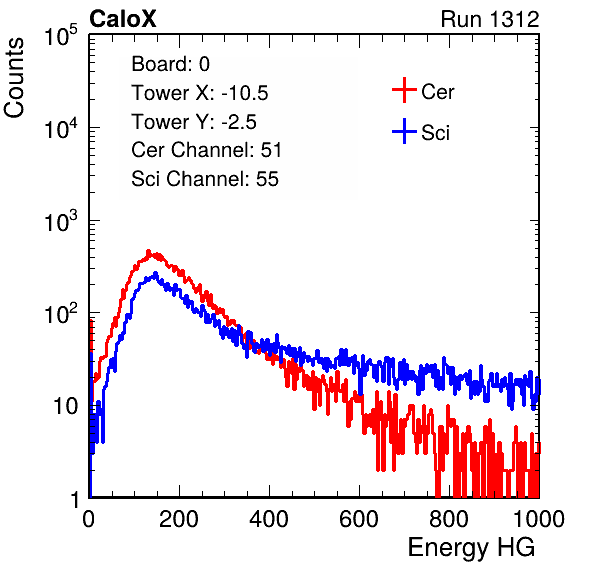 CaloX Run 1312
Counts
10^5
10^4
10^3
10^2
10
1
Board: 0
Tower X: -10.5
Tower Y: -2.5
Cer Channel: 51
Sci Channel: 55
Cer
Sci
0 200 400 600 800 1000
Energy HG